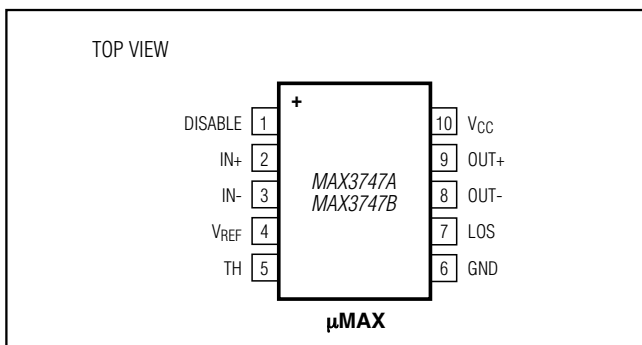 TOP VIEW
+
DISABLE 1 10 VCC
IN+ 2 9 OUT+
MAX3747A
IN- 3 8 OUT-
MAX3747B
VREF 4 7 LOS
TH 5 6 GND
µMAX